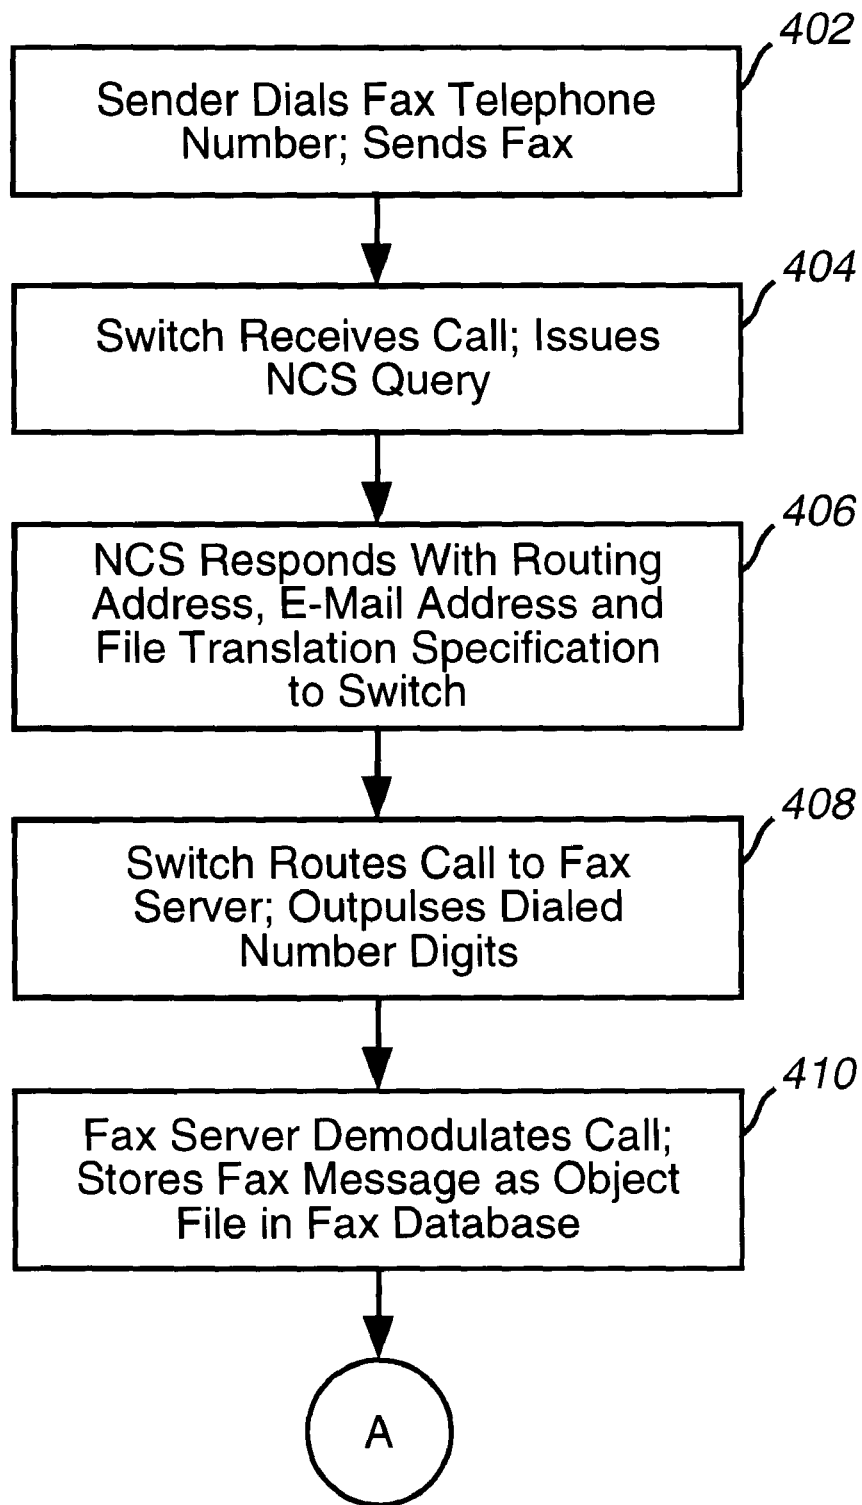 402
Sender Dials Fax Telephone
Number; Sends Fax
404
Switch Receives Call; Issues
NCS Query
406
NCS Responds With Routing
Address, E-Mail Address and
File Translation Specification
to Switch
408
Switch Routes Call to Fax
Server; Outpulses Dialed
Number Digits
410
Fax Server Demodulates Call;
Stores Fax Message as Object
File in Fax Database
A